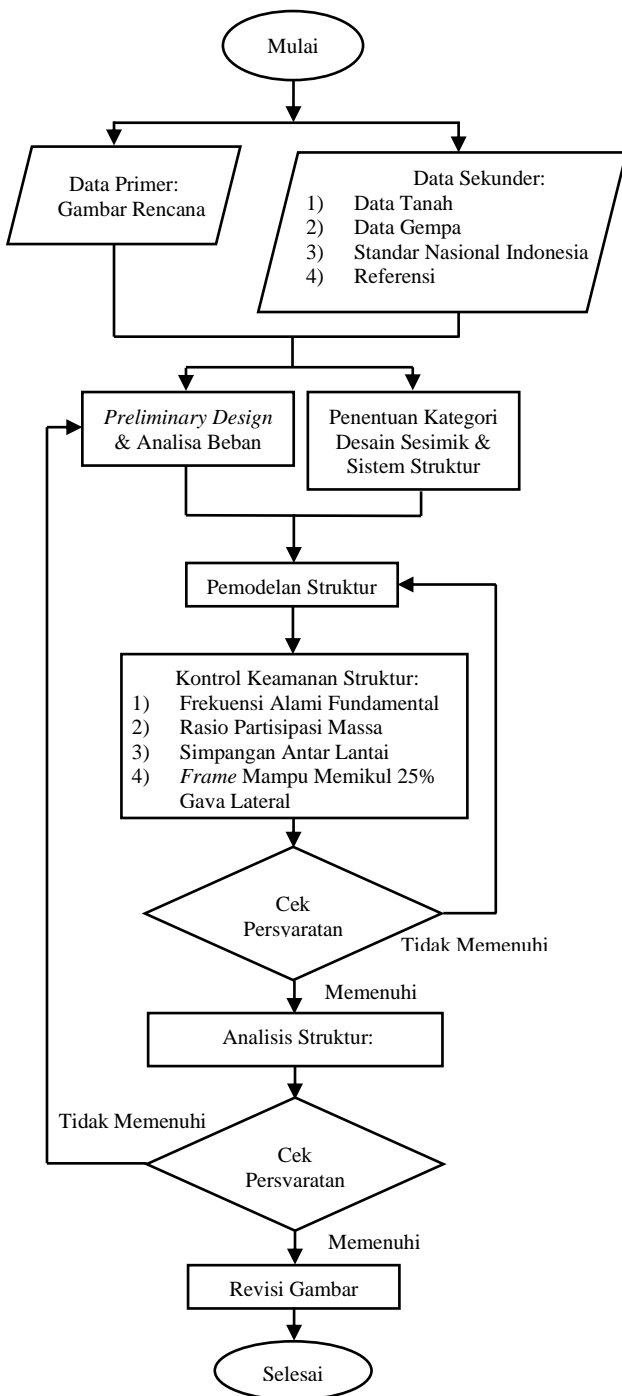 Mulai
Data Primer:
Gambar Rencana
Data Sekunder:
1) Data Tanah
2) Data Gempa
3) Standar Nasional Indonesia
4) Referensi
Preliminary Design
& Analisa Beban
Penentuan Kategori
Desain Sesimik &
Sistem Struktur
Pemodelan Struktur
Kontrol Keamanan Struktur:
1) Frekuensi Alami Fundamental
2) Rasio Partisipasi Massa
3) Simpangan Antar Lantai
4) Frame Mampu Memikul 25%
Gaya Lateral
Cek
Persyaratan
Tidak Memenuhi
Memenuhi
Analisis Struktur:
Tidak Memenuhi
Cek
Persyaratan
Memenuhi
Revisi Gambar
Selesai